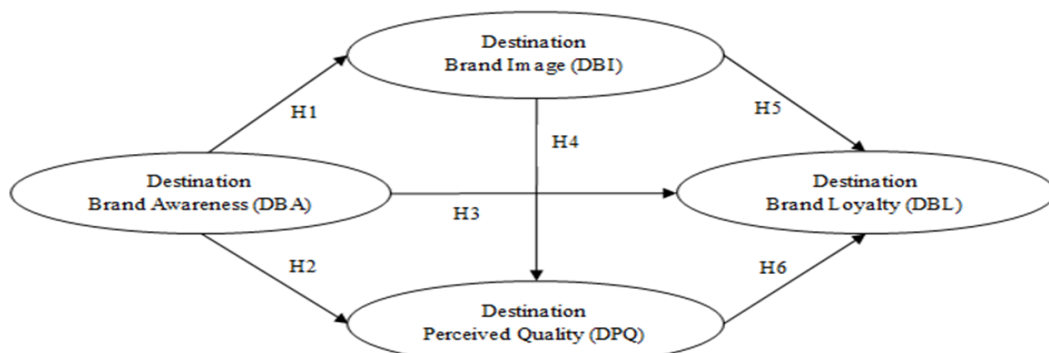 Destination
Brand Image (DBI)
H1
H5
H4
Destination
Brand Awareness (DBA)
Destination
Brand Loyalty (DBL)
H3
H2
H6
Destination
Perceived Quality (DPQ)